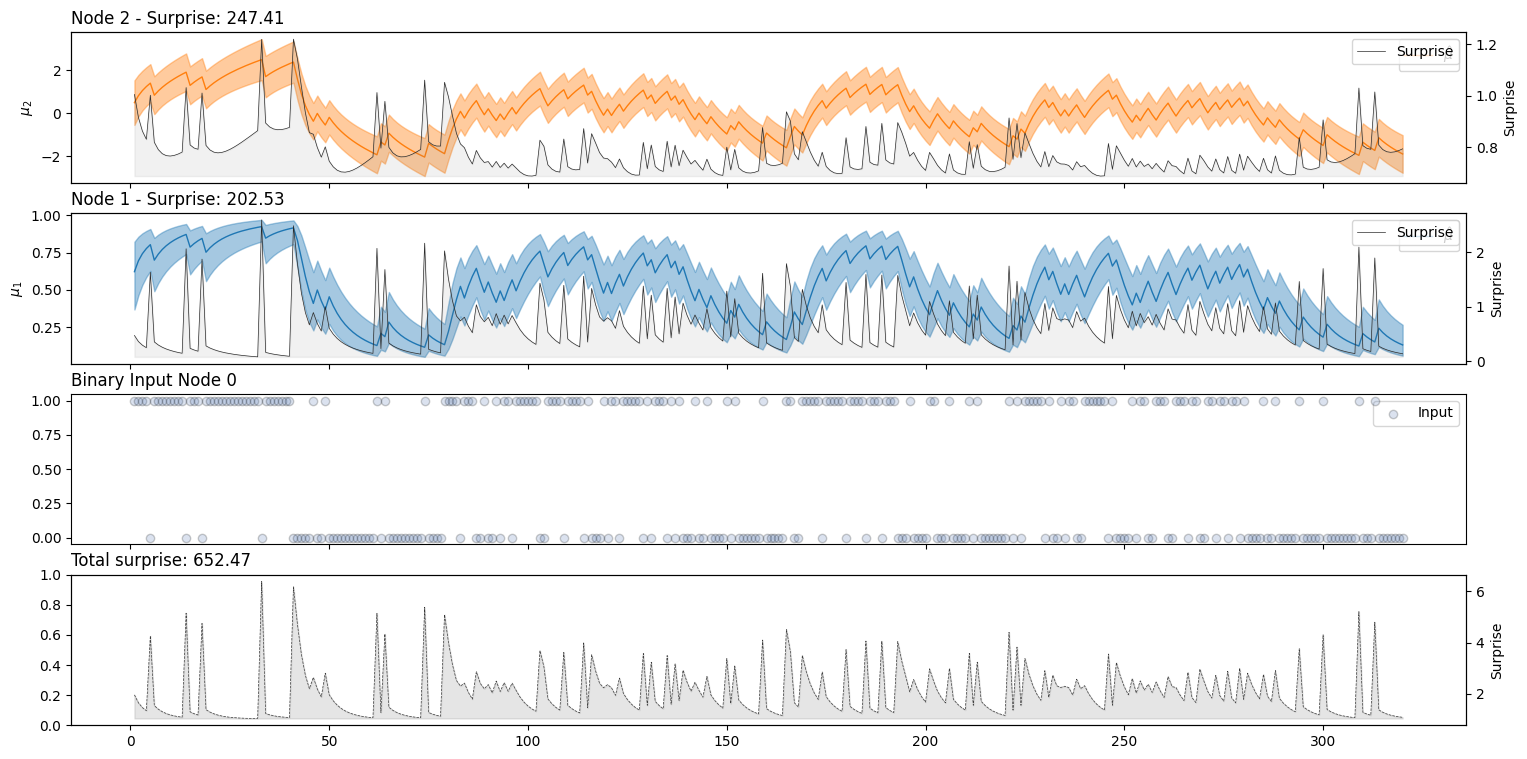 Node 2 - Surprise: 247.41
μ2
2
0
−2
Surprise
1.2
1.0
0.8
Surprise
Node 1 - Surprise: 202.53
μ1
1.00
0.75
0.50
0.25
Surprise
2
1
0
Surprise
Binary Input Node 0
1.00
0.75
0.50
0.25
0.00
Input
Total surprise: 652.47
1.0
0.8
0.6
0.4
0.2
0.0
6
4
2
Surprise
0 50 100 150 200 250 300